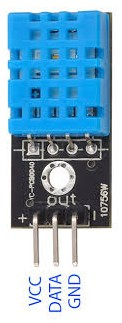 out
+
-
10756W
VCC
DATA
GND